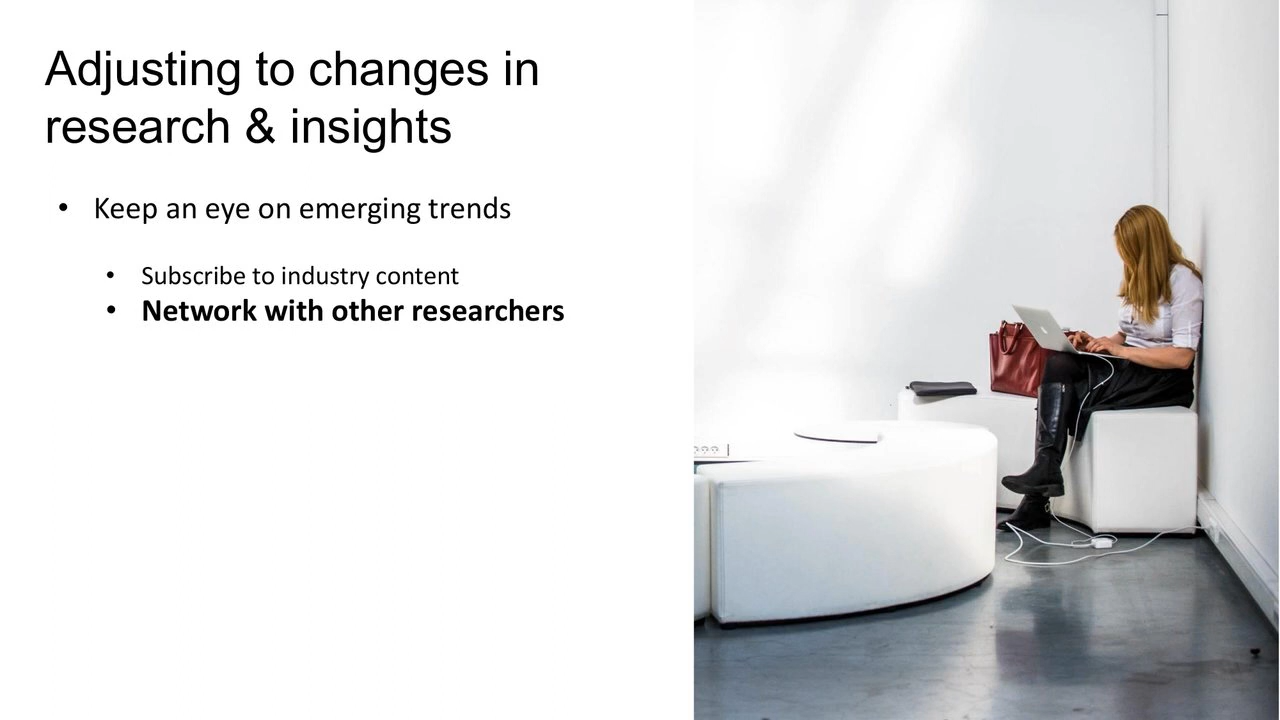 Adjusting to changes in
research & insights
• Keep an eye on emerging trends
• Subscribe to industry content
• Network with other researchers